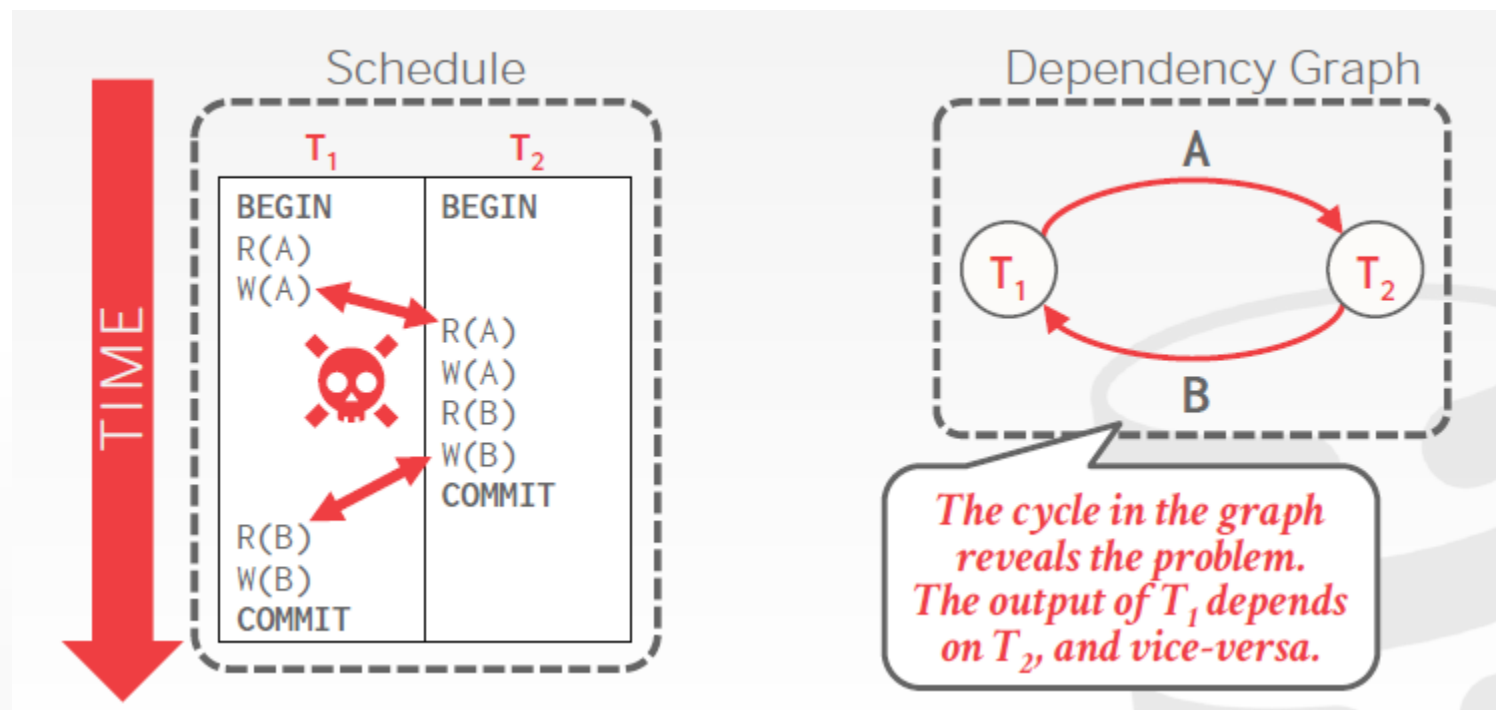 Schedule
Dependency Graph
TIME
T₁ T₂
BEGIN BEGIN
R(A)
W(A)
R(A)
W(A)
R(B)
W(B)
COMMIT
R(B)
W(B)
COMMIT
A
T₁ T₂
B
The cycle in the graph
reveals the problem.
The output of T₁ depends
on T₂, and vice-versa.